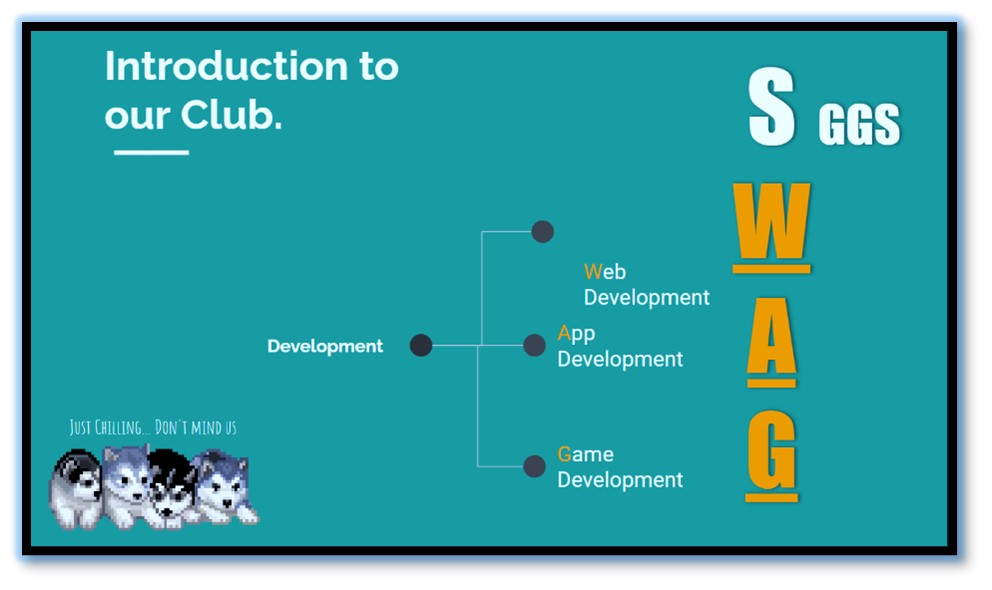 Introduction to
our Club.
S GGS
W
A
G
Development
Web
Development
App
Development
Game
Development
Just Chilling... Don't mind us